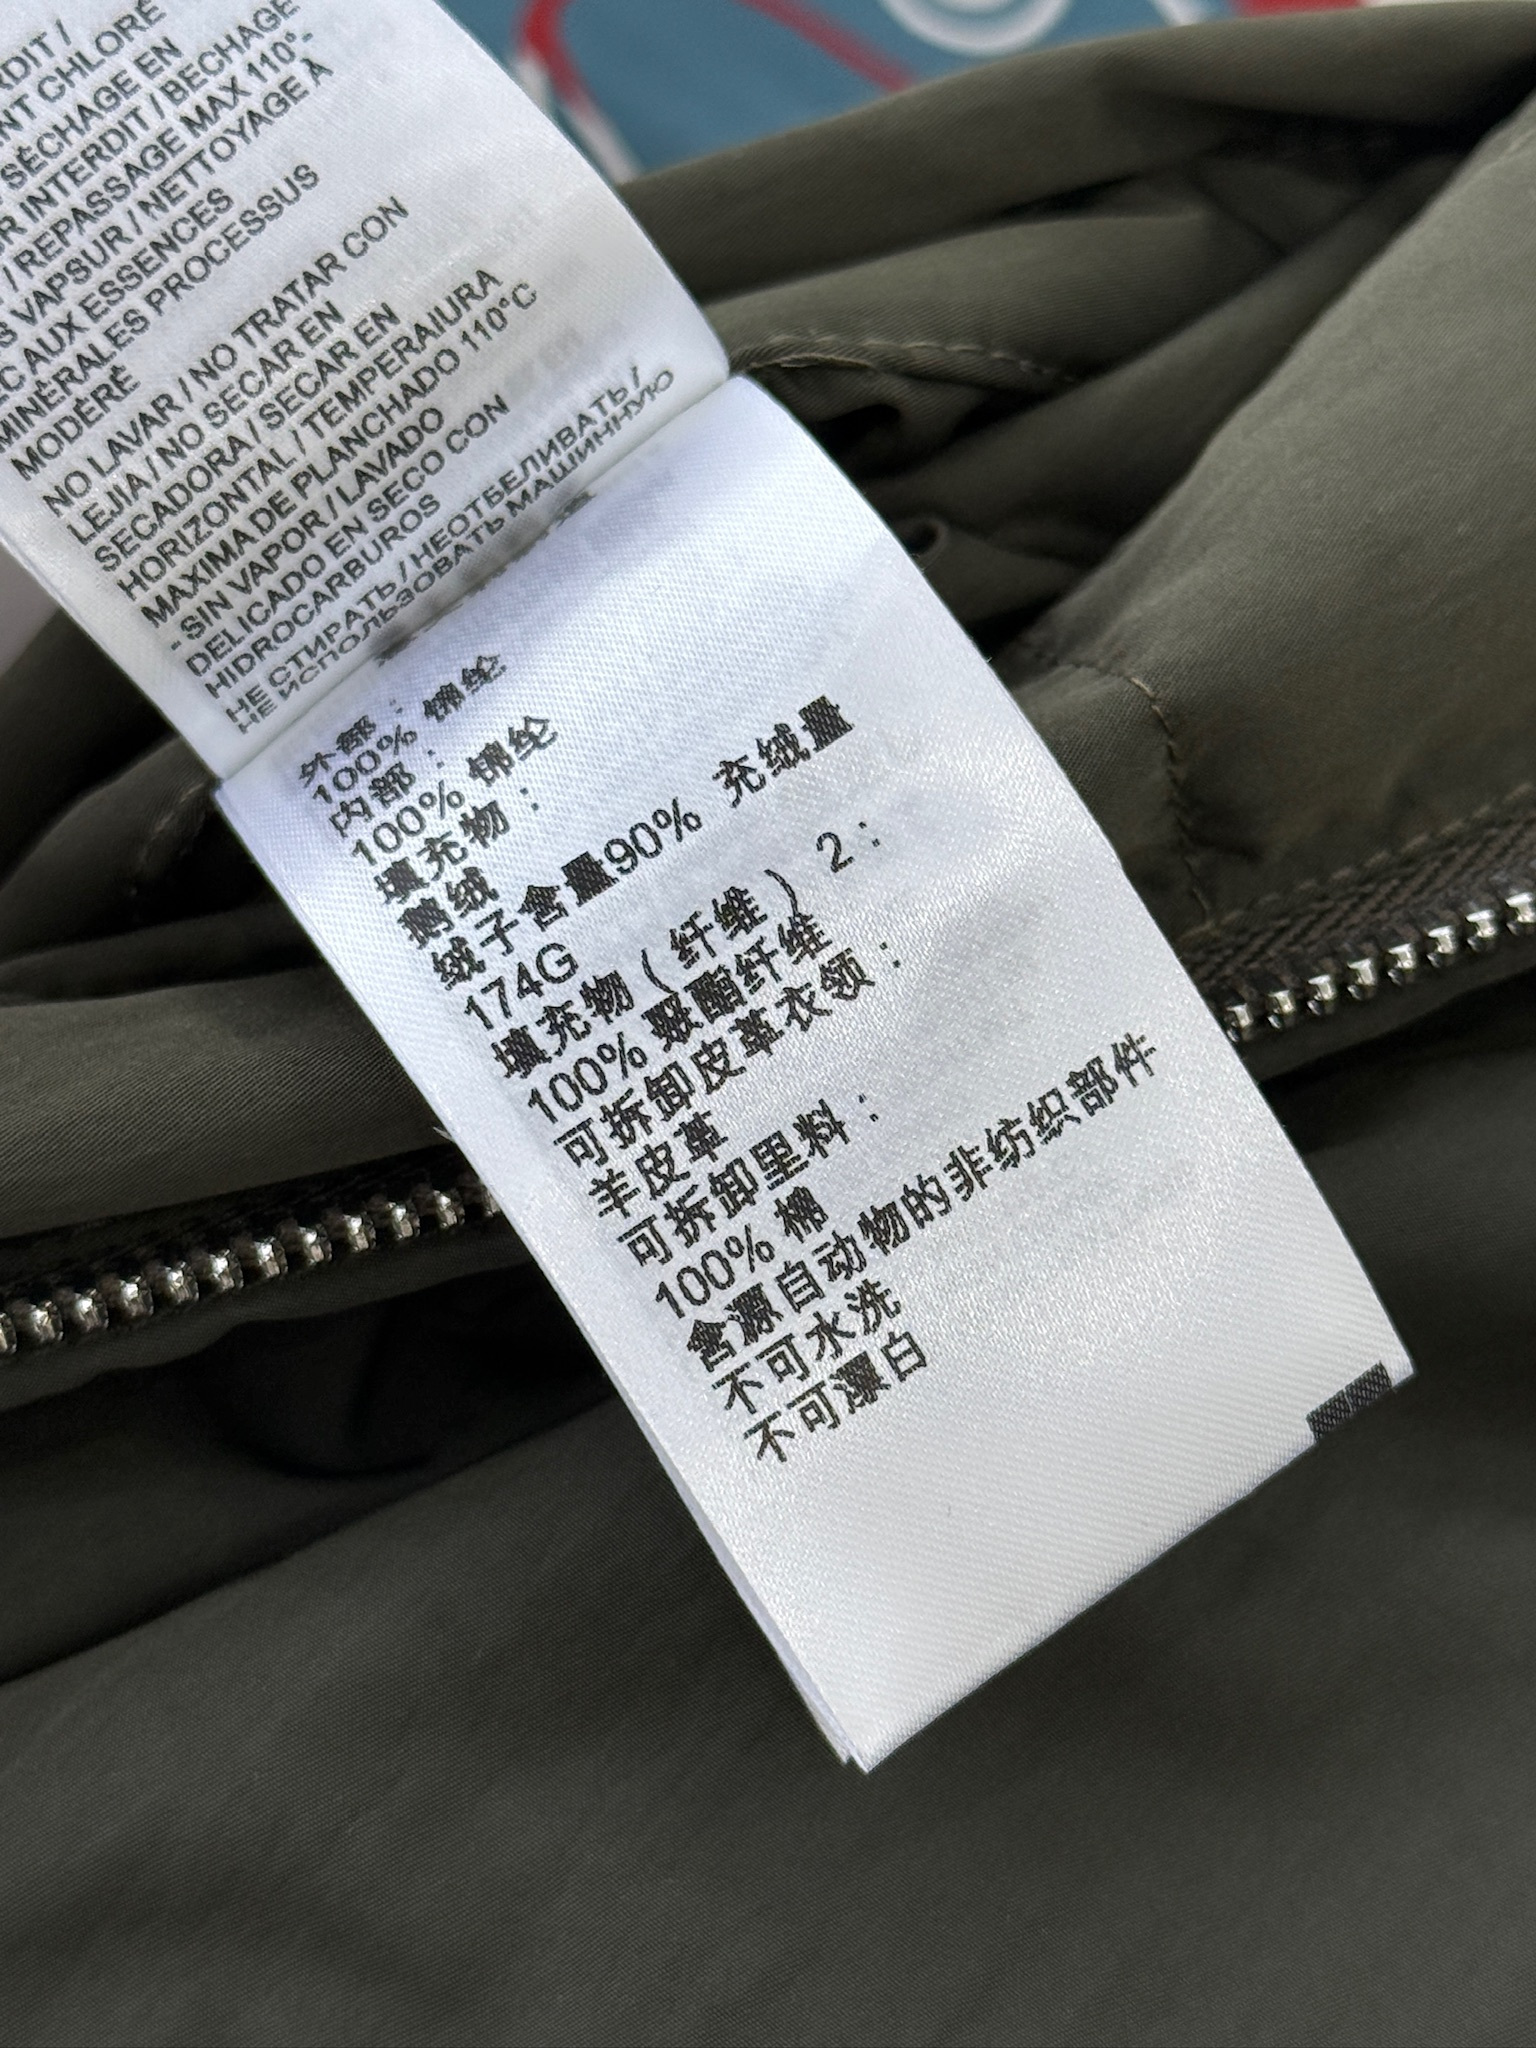 RDIT /
NT CHLORÉ
SÉCHAGE EN
R INTERDIT / BECHAGE
/ REPASSAGE MAX 110°-
S VAPSUR / NETTOYAGE À
C AUX ESSENCES
MINÉRALES PROCESSUS
MODÉRÉ
NO LAVAR / NO TRATAR CON
LEJIA / NO SECAR EN
SECADORA / SECAR EN
HORIZONTAL / TEMPERAIURA
MAXIMA DE PLANCHADO 110°C
- SIN VAPOR / LAVADO
DELICADO EN SECO CON
HIDROCARBUROS
НЕ СТИРАТЬ / НЕОТБЕЛИВАТЬ /
НЕ ИСПОЛЬЗОВАТЬ МАШИННУЮ
外部：
100% 锦纶
内部：
100% 锦纶
填充物：
鹅绒
绒子含量90% 充绒量
174G
填充物（纤维）2：
100% 聚酯纤维
可拆卸皮革衣领：
羊皮革
可拆卸里料：
100% 棉
含源自动物的非纺织部件
不可水洗
不可漂白